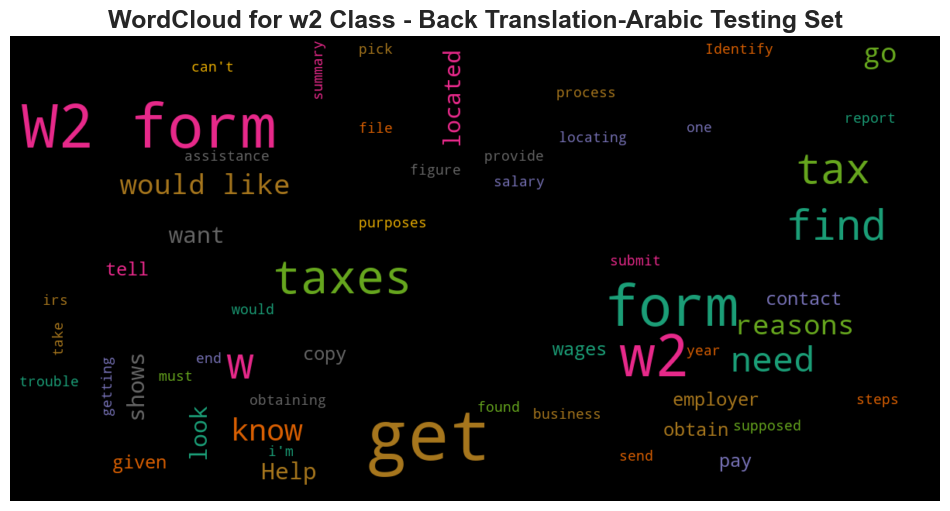 WordCloud for w2 Class - Back Translation-Arabic Testing Set
pick
summary
Identify
go
can't
located
process
W2 form
file
locating
one
report
assistance
figure
provide
tax
would like
salary
purposes
find
want
tell
taxes
submit
irs
would
form
contact
reasons
take
w
copy
wages
w2
year
need
trouble
getting
shows
must
end
obtaining
employer
steps
look
know
get
found
business
obtain
supposed
i'm
given
Help
send
pay